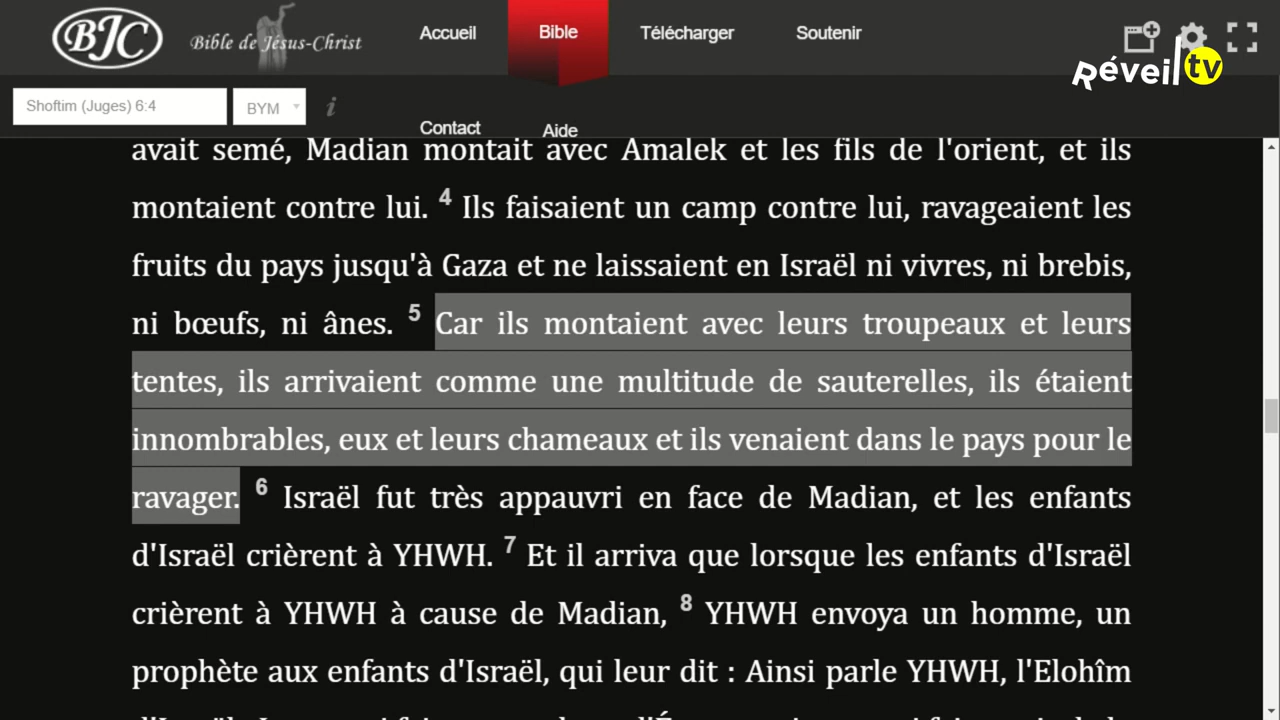 BJC
Bible de Jésus-Christ
Accueil
Bible
Télécharger
Soutenir
Réveil tv
Shoftim (Juges) 6:4
BYM
i
Contact
Aide
avait semé, Madian montait avec Amalek et les fils de l'orient, et ils
montaient contre lui. 4 Ils faisaient un camp contre lui, ravageaient les
fruits du pays jusqu'à Gaza et ne laissaient en Israël ni vivres, ni brebis,
ni bœufs, ni ânes. 5 Car ils montaient avec leurs troupeaux et leurs
tentes, ils arrivaient comme une multitude de sauterelles, ils étaient
innombrables, eux et leurs chameaux et ils venaient dans le pays pour le
ravager. 6 Israël fut très appauvri en face de Madian, et les enfants
d'Israël crièrent à YHWH. 7 Et il arriva que lorsque les enfants d'Israël
crièrent à YHWH à cause de Madian, 8 YHWH envoya un homme, un
prophète aux enfants d'Israël, qui leur dit : Ainsi parle YHWH, l'Elohîm